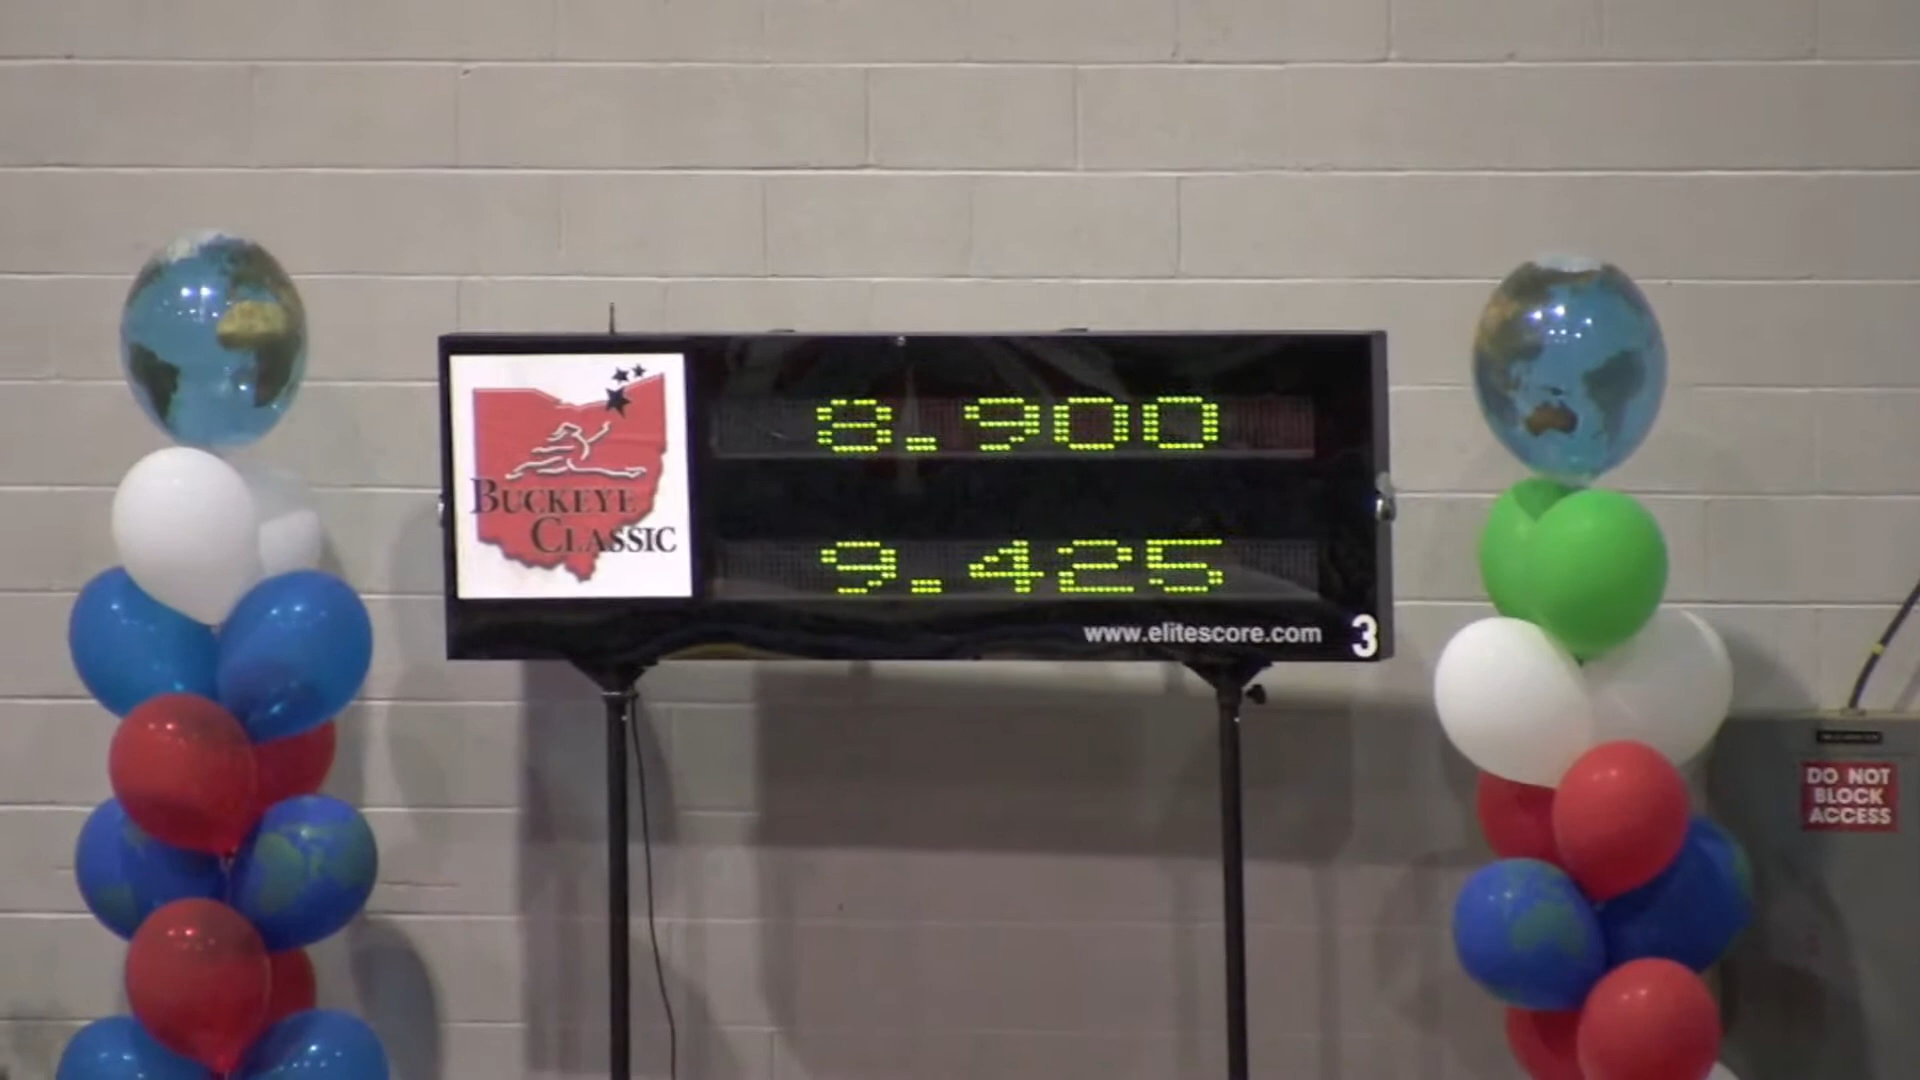 8.900
BUCKEYE
CLASSIC
9.425
www.elitescore.com
3
DO NOT
BLOCK
ACCESS